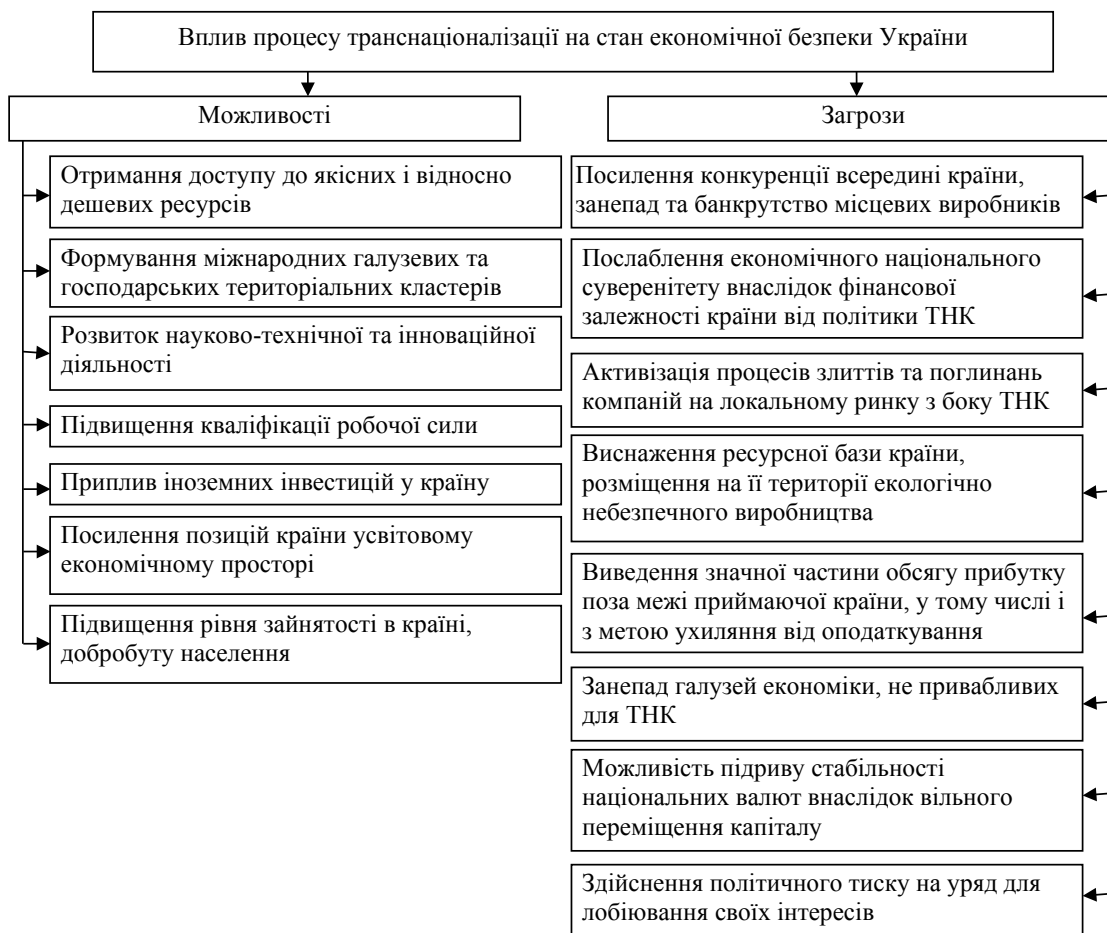 Вплив процесу транснаціоналізації на стан економічної безпеки України
Можливості
Отримання доступу до якісних і відносно
дешевих ресурсів
Формування міжнародних галузевих та
господарських територіальних кластерів
Розвиток науково-технічної та інноваційної
діяльності
Підвищення кваліфікації робочої сили
Приплив іноземних інвестицій у країну
Посилення позицій країни усвітовому
економічному просторі
Підвищення рівня зайнятості в країні,
добробуту населення
Загрози
Посилення конкуренції всередині країни,
занепад та банкрутство місцевих виробників
Послаблення економічного національного
суверенітету внаслідок фінансової
залежності країни від політики ТНК
Активізація процесів злиттів та поглинань
компаній на локальному ринку з боку ТНК
Виснаження ресурсної бази країни,
розміщення на її території екологічно
небезпечного виробництва
Виведення значної частини обсягу прибутку
поза межі приймаючої країни, у тому числі і
з метою ухиляння від оподаткування
Занепад галузей економіки, не привабливих
для ТНК
Можливість підриву стабільності
національних валют внаслідок вільного
переміщення капіталу
Здійснення політичного тиску на уряд для
лобіювання своїх інтересів